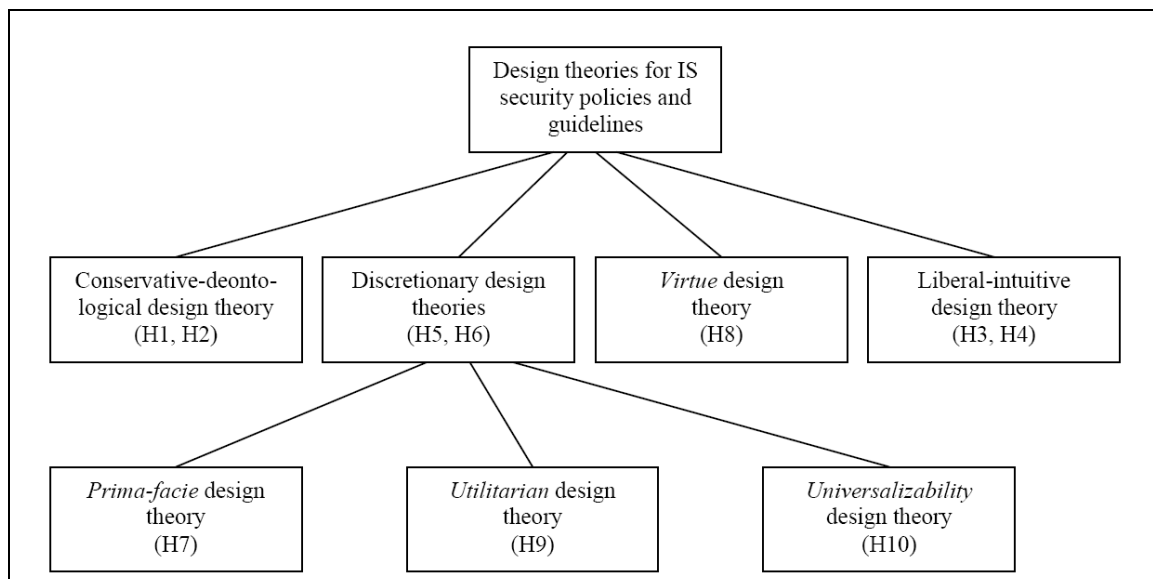 Design theories for IS
security policies and
guidelines
Conservative-deonto-
logical design theory
(H1, H2)
Discretionary design
theories
(H5, H6)
Virtue design
theory
(H8)
Liberal-intuitive
design theory
(H3, H4)
Prima-facie design
theory
(H7)
Utilitarian design
theory
(H9)
Universalizability
design theory
(H10)